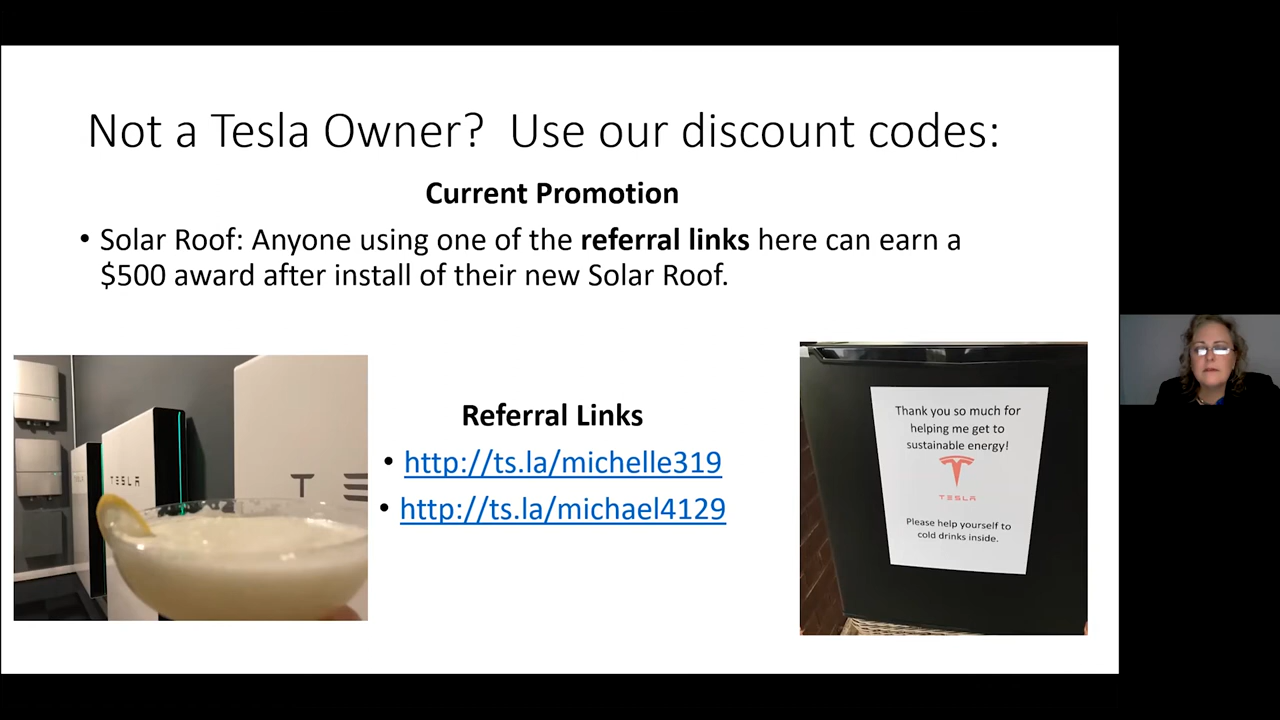 Not a Tesla Owner? Use our discount codes:
Current Promotion
• Solar Roof: Anyone using one of the referral links here can earn a
$500 award after install of their new Solar Roof.
TESLA
T
Referral Links
• http://ts.la/michelle319
• http://ts.la/michael4129
Thank you so much for
helping me get to
sustainable energy!
TESLA
Please help yourself to
cold drinks inside.